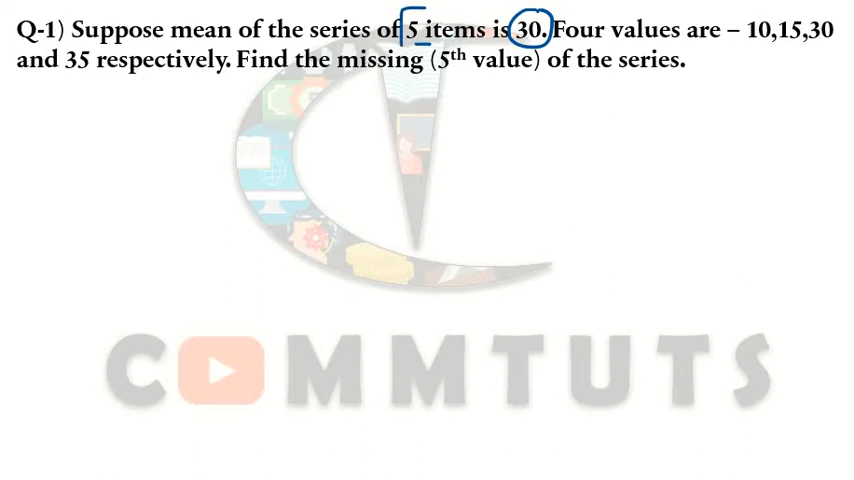 Q-1) Suppose mean of the series of 5 items is 30. Four values are – 10,15,30
and 35 respectively. Find the missing (5th value) of the series.
COMMTUTS